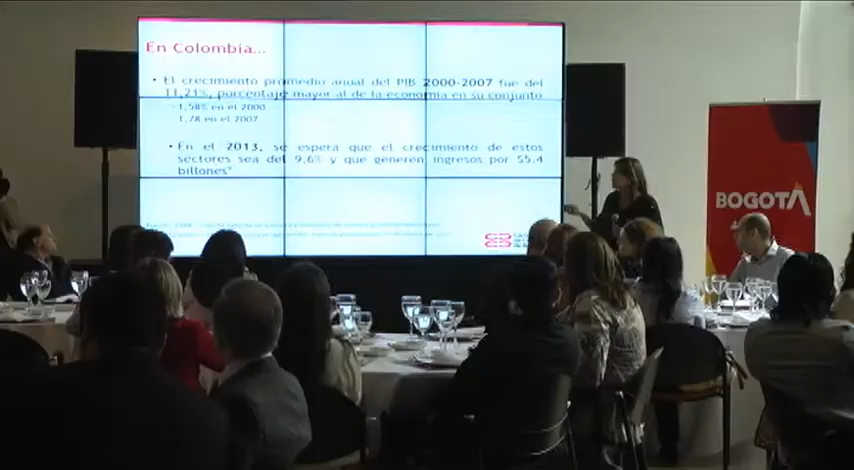 En Colombia...
• El crecimiento promedio anual del PIB 2000-2007 fue del
11,21%, porcentaje mayor al de la economía en su conjunto
1,58% en el 2000
1,78 en el 2007
• En el 2013, se espera que el crecimiento de estos
sectores sea del 9,6% y que generen ingresos por $5.4
billones*
BOGOTÁ